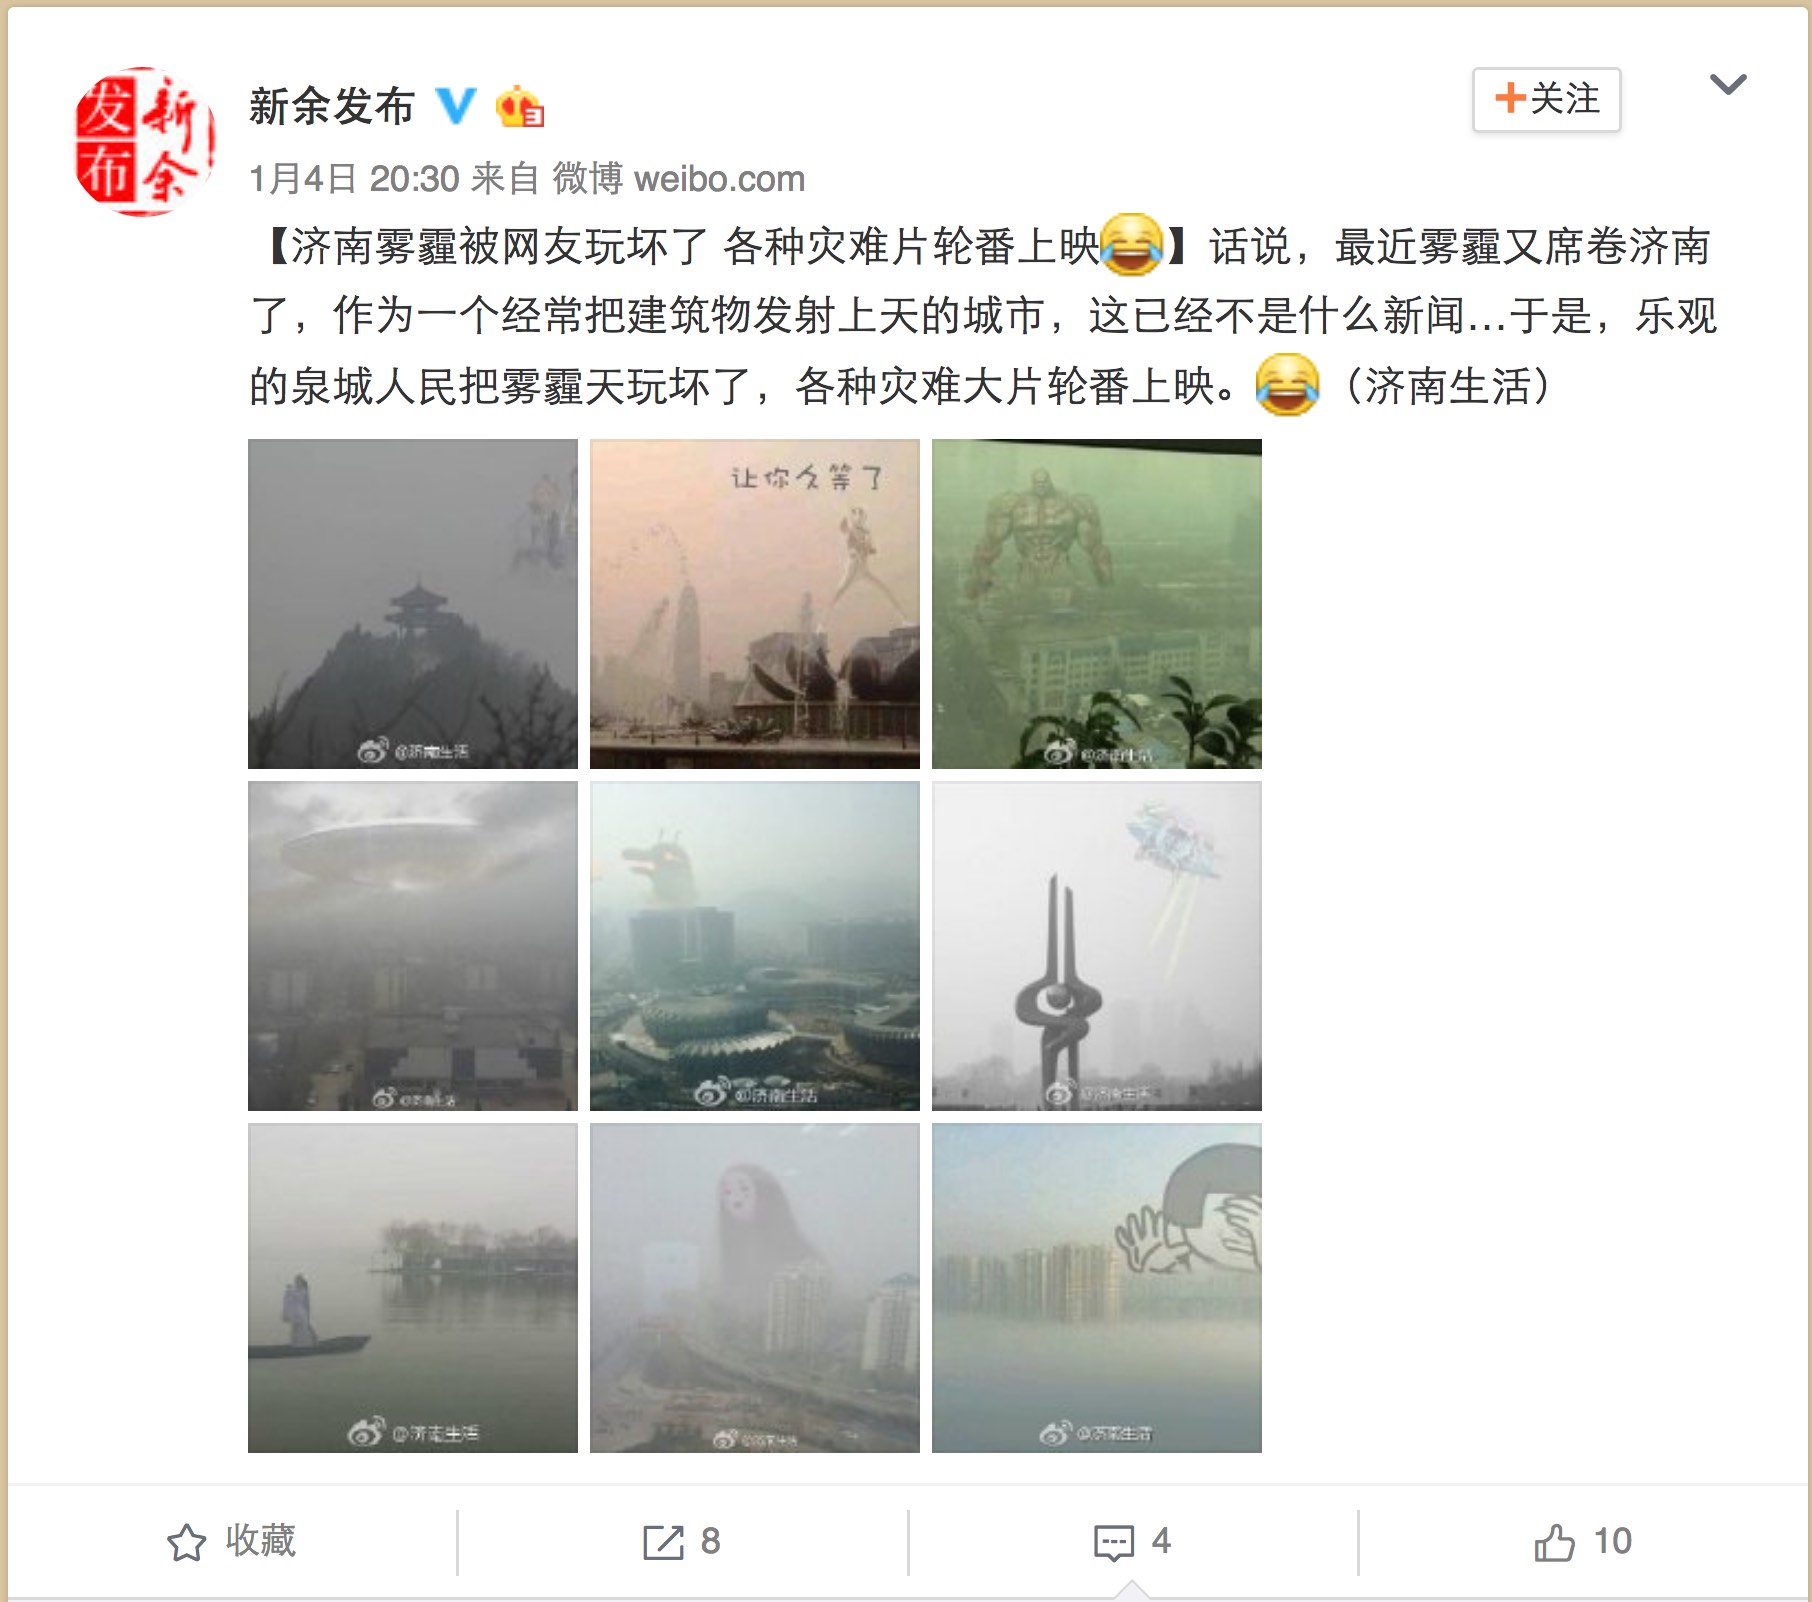 发布新余
新余发布
+关注
1月4日 20:30 来自 微博 weibo.com
【济南雾霾被网友玩坏了 各种灾难片轮番上映😂】话说，最近雾霾又席卷济南
了，作为一个经常把建筑物发射上天的城市，这已经不是什么新闻...于是，乐观
的泉城人民把雾霾天玩坏了，各种灾难大片轮番上映。😂（济南生活）
让你久等了
@济南生活
@济南生活
@济南生活
@济南生活
@济南生活
@济南生活
@济南生活
@济南生活
收藏
8
4
10